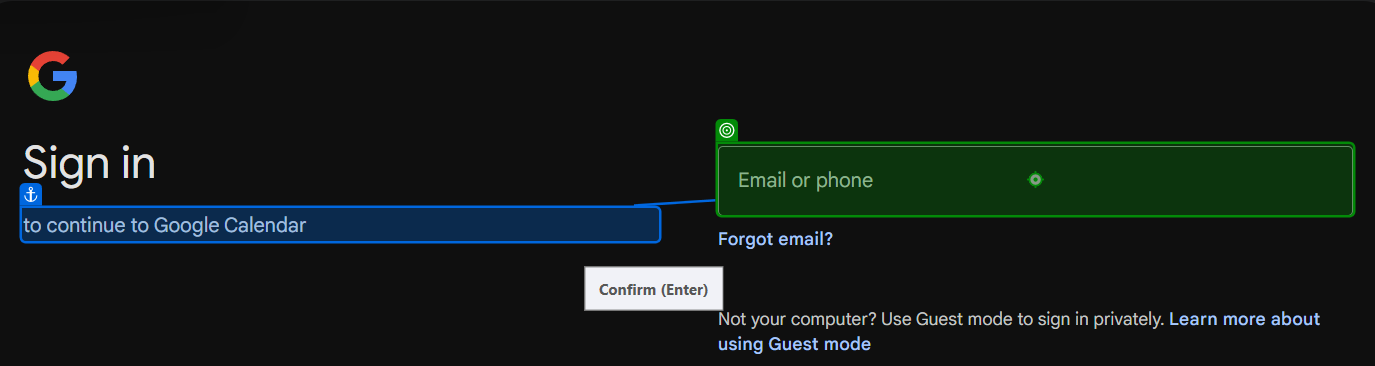 Sign in
to continue to Google Calendar
Email or phone
Forgot email?
Confirm (Enter)
Not your computer? Use Guest mode to sign in privately. Learn more about
using Guest mode